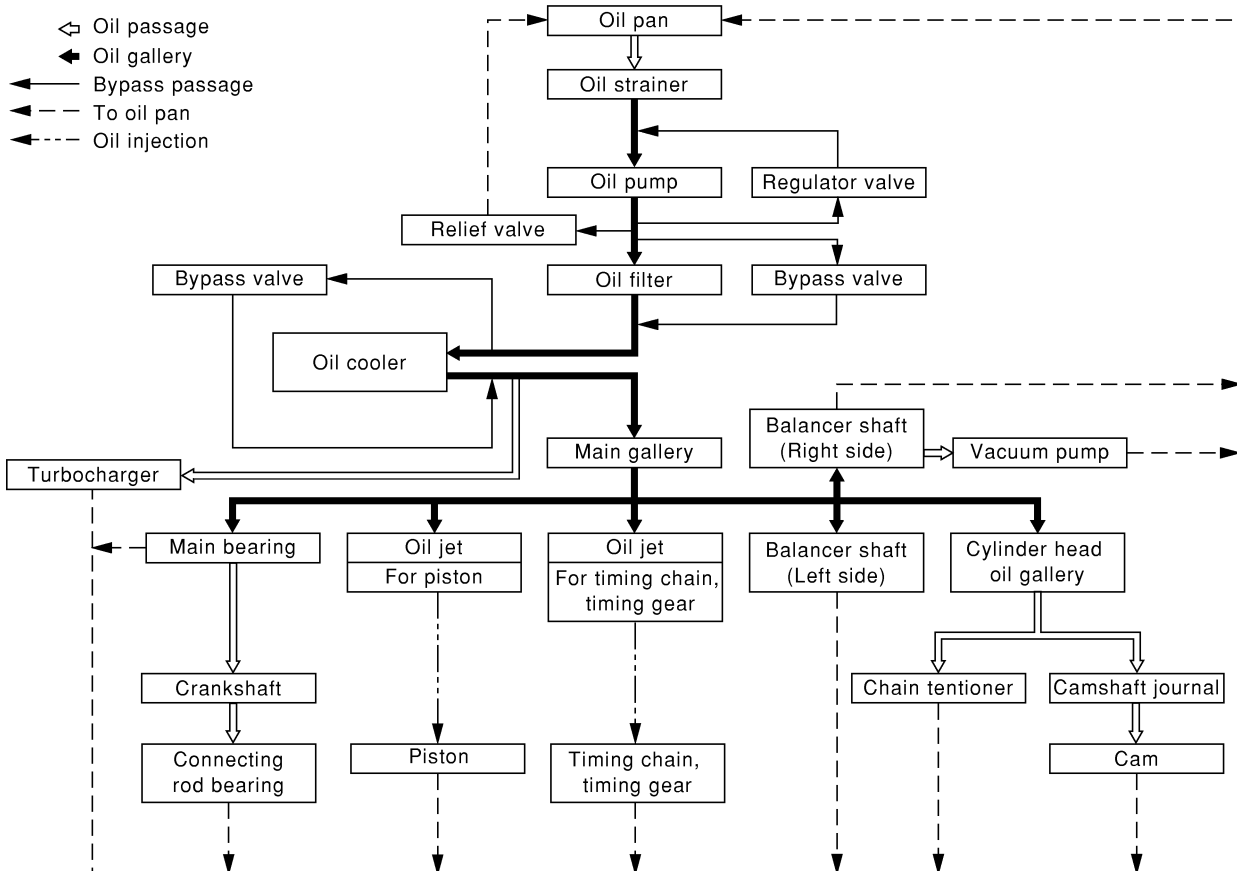 Oil passage
Oil gallery
Bypass passage
To oil pan
Oil injection
Oil pan
Oil strainer
Oil pump
Regulator valve
Relief valve
Bypass valve
Oil filter
Bypass valve
Oil cooler
Main gallery
Balancer shaft
(Right side)
Vacuum pump
Turbocharger
Main bearing
Oil jet
For piston
Oil jet
For timing chain,
timing gear
Balancer shaft
(Left side)
Cylinder head
oil gallery
Crankshaft
Chain tentioner
Camshaft journal
Connecting
rod bearing
Piston
Timing chain,
timing gear
Cam